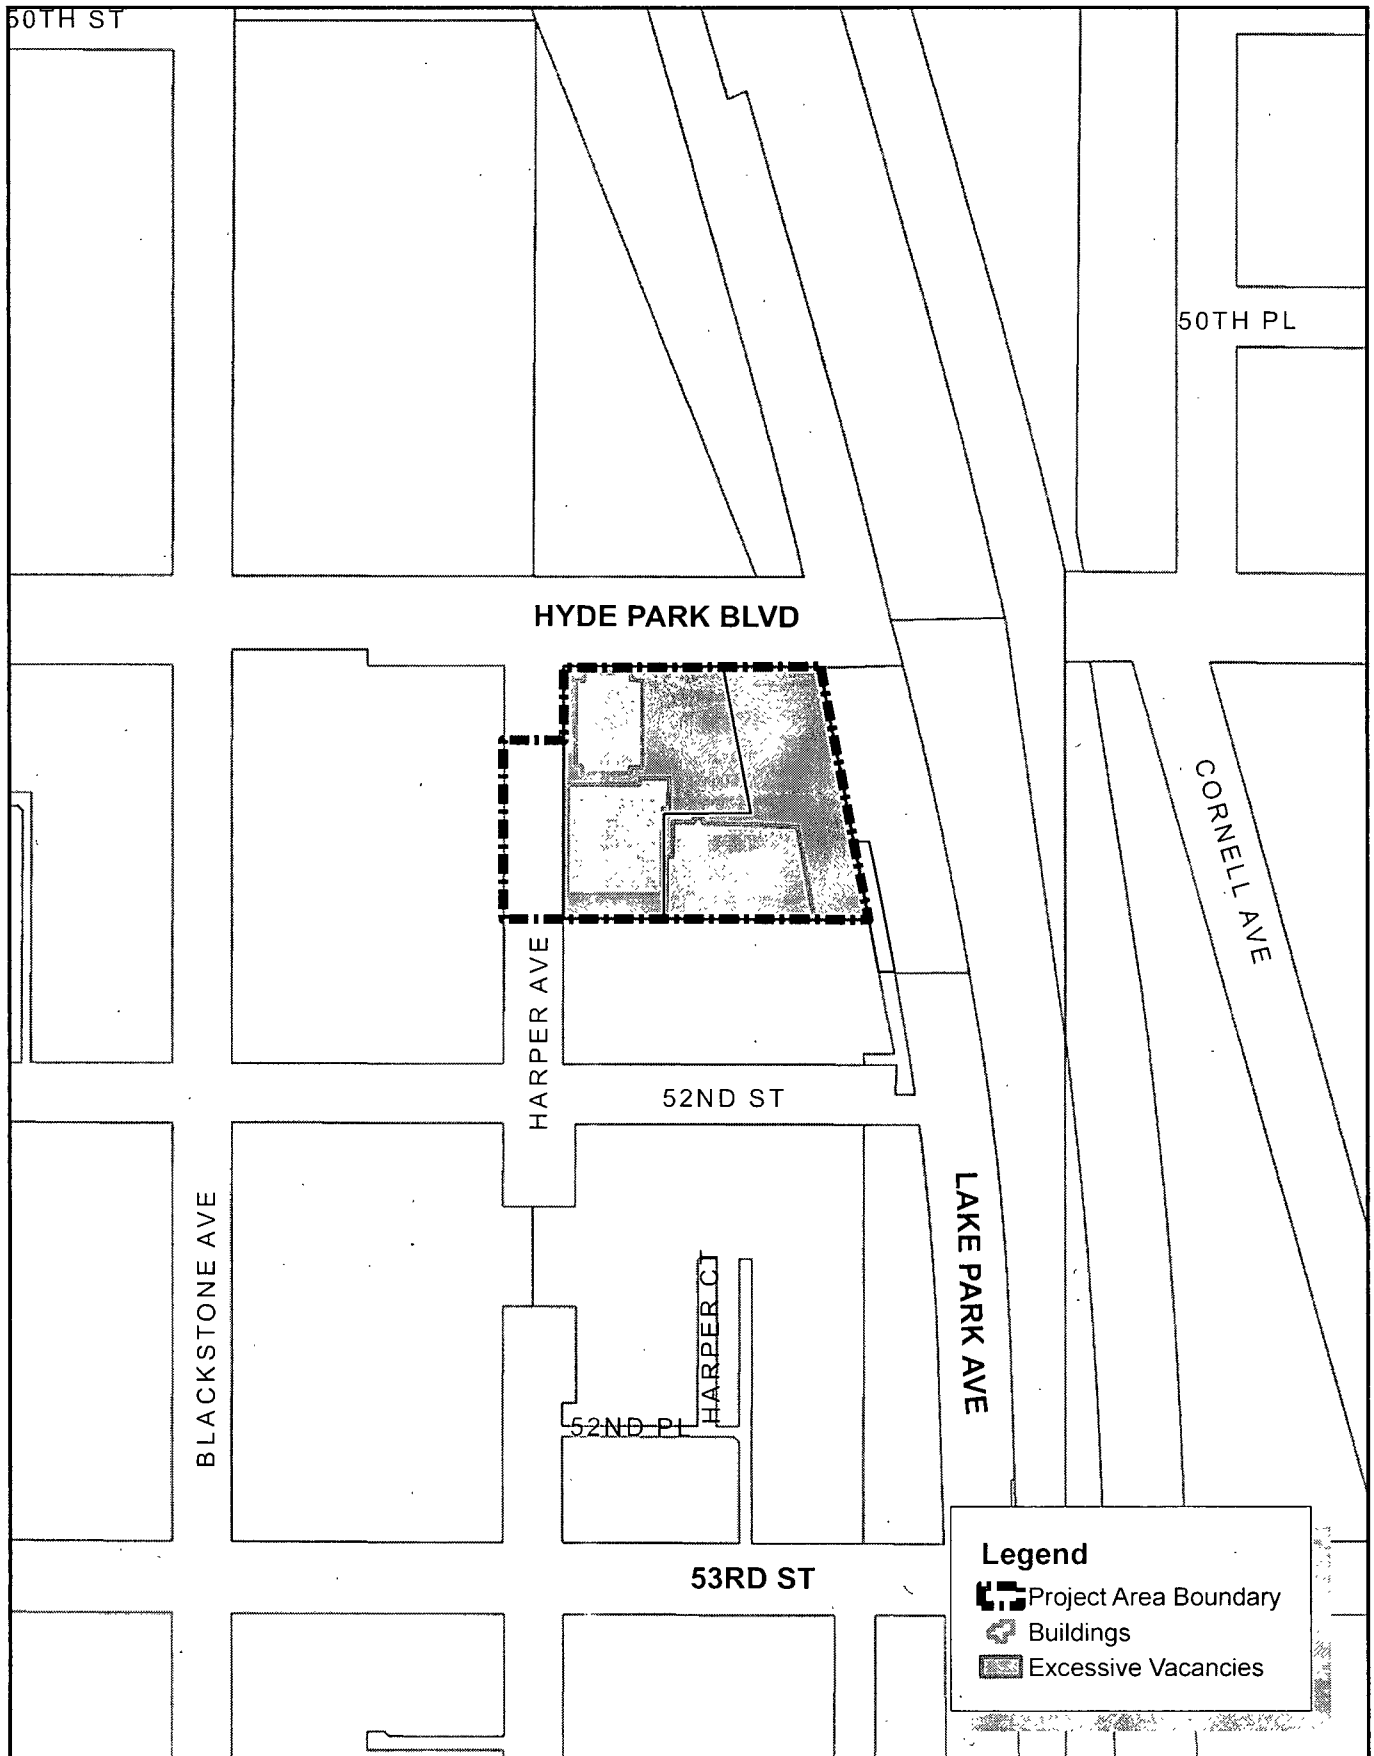 50TH ST
50TH PL
HYDE PARK BLVD
CORNELL AVE
HARPER AVE
52ND ST
LAKE PARK AVE
BLACKSTONE AVE
HARPER CT
52ND PL
53RD ST
Legend
Project Area Boundary
Buildings
Excessive Vacancies